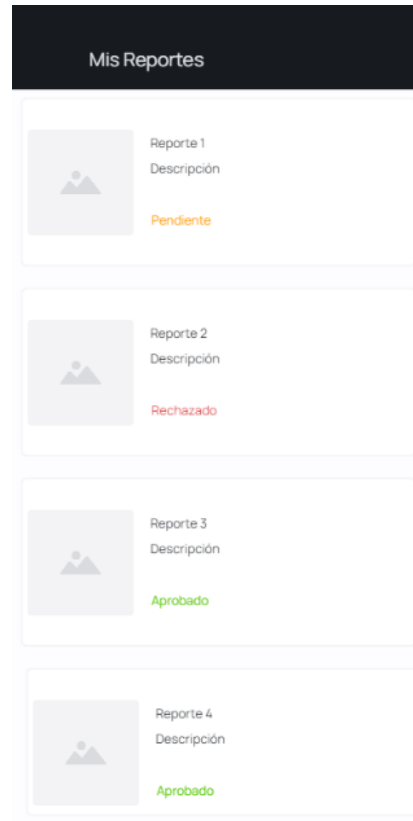 Mis Reportes
Reporte 1
Descripción
Pendiente
Reporte 2
Descripción
Rechazado
Reporte 3
Descripción
Aprobado
Reporte 4
Descripción
Aprobado